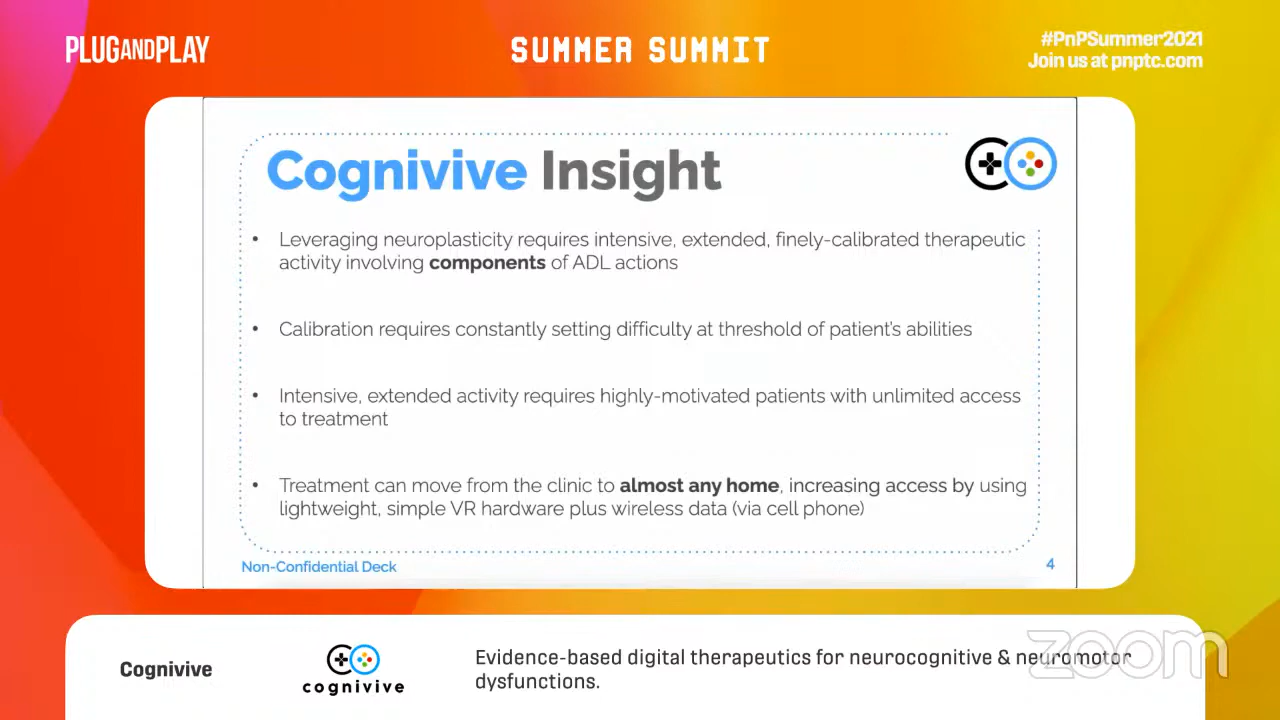 PLUGANDPLAY
SUMMER SUMMIT
#PnPSummer2021
Join us at pnptc.com
Cognivive Insight
• Leveraging neuroplasticity requires intensive, extended, finely-calibrated therapeutic
activity involving components of ADL actions
• Calibration requires constantly setting difficulty at threshold of patient's abilities
• Intensive, extended activity requires highly-motivated patients with unlimited access
to treatment
• Treatment can move from the clinic to almost any home, increasing access by using
lightweight, simple VR hardware plus wireless data (via cell phone)
Non-Confidential Deck
4
Cognivive
cognivive
Evidence-based digital therapeutics for neurocognitive & neuromotor
dysfunctions.
zoom